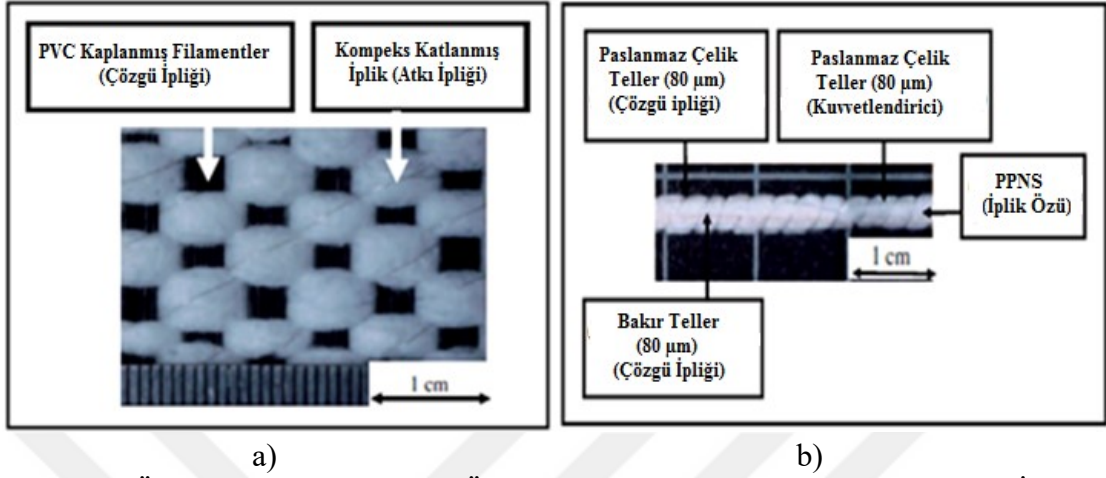 PVC Kaplanmış Filamentler
(Çözgü İpliği)
Kompeks Katlanmış
İplik (Atkı İpliği)
1 cm
a)
Paslanmaz Çelik
Teller (80 µm)
(Çözgü ipliği)
Paslanmaz Çelik
Teller (80 µm)
(Kuvvetlendirici)
PPNS
(İplik Özü)
1 cm
Bakır Teller
(80 µm)
(Çözgü İpliği)
b)